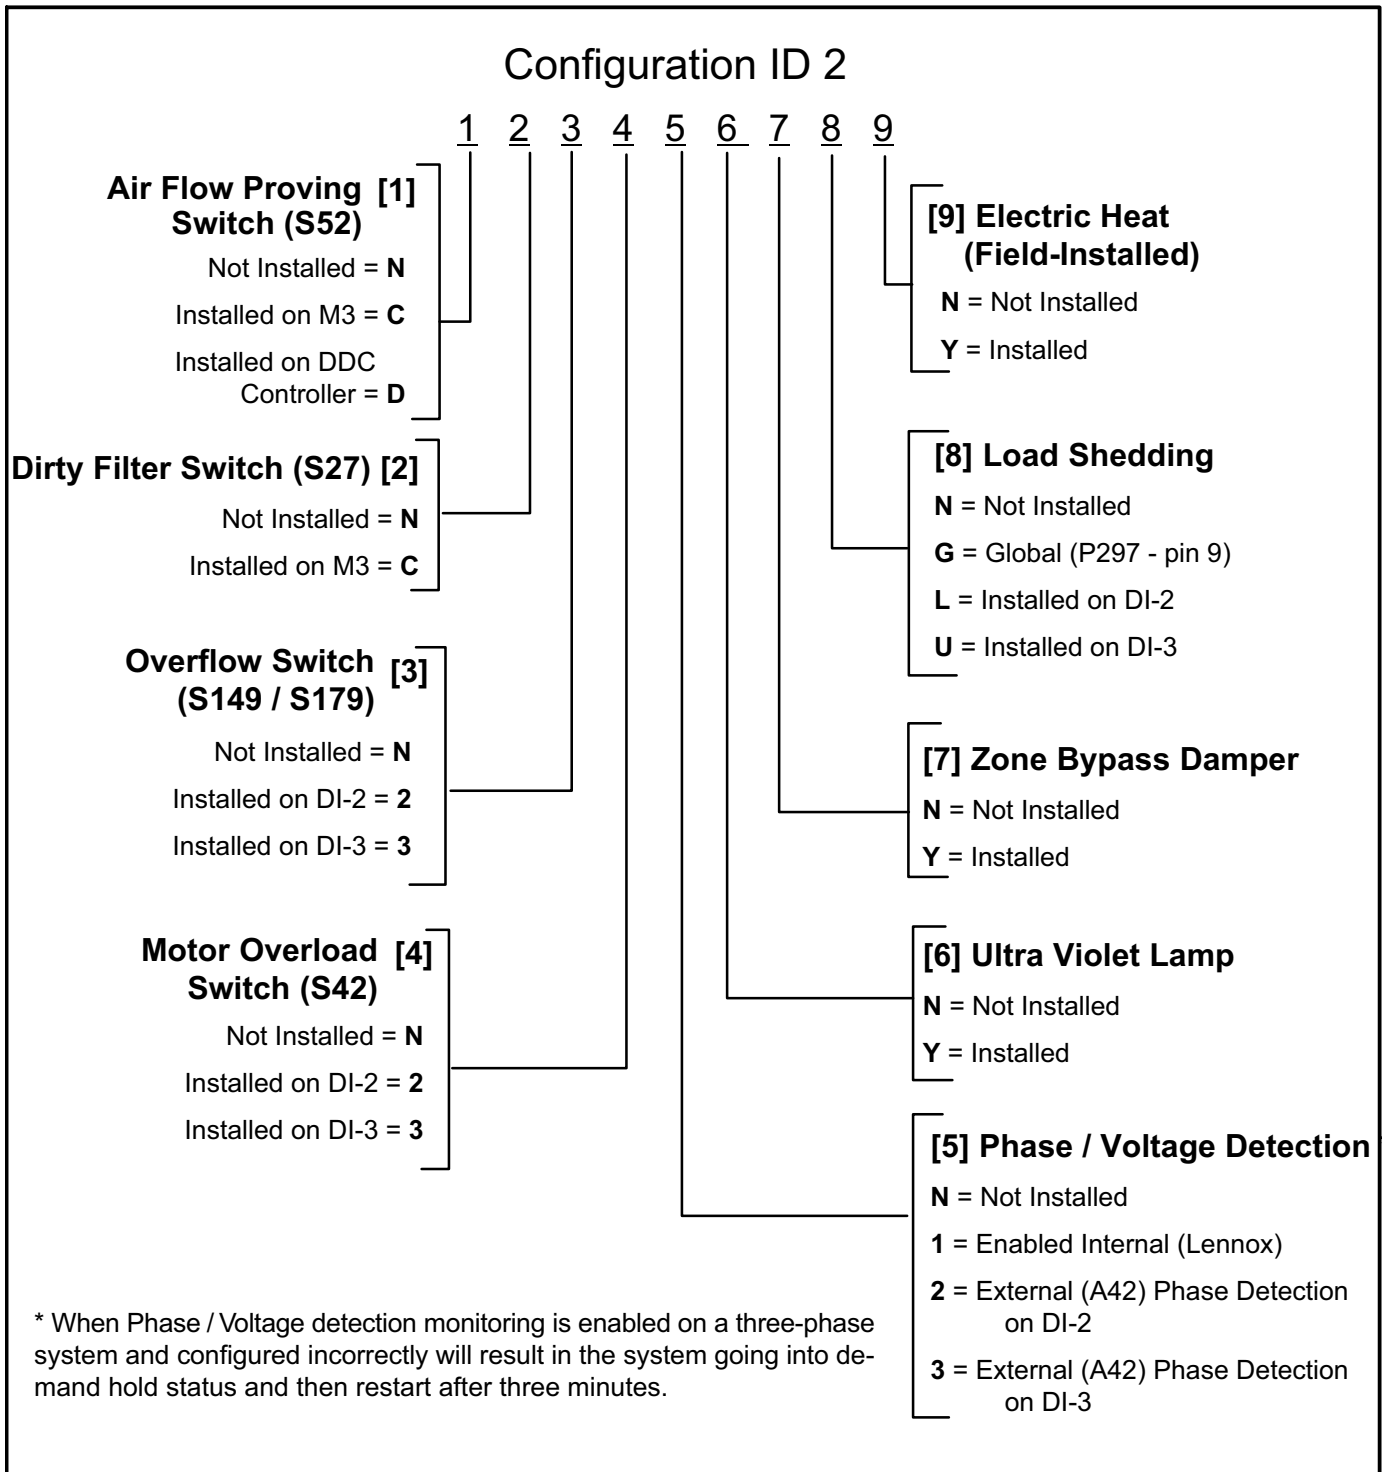 Configuration ID 2
1 2 3 4 5 6 7 8 9
Air Flow Proving [1]
Switch (S52)
Not Installed = N
Installed on M3 = C
Installed on DDC
Controller = D
Dirty Filter Switch (S27) [2]
Not Installed = N
Installed on M3 = C
Overflow Switch [3]
(S149 / S179)
Not Installed = N
Installed on DI-2 = 2
Installed on DI-3 = 3
Motor Overload [4]
Switch (S42)
Not Installed = N
Installed on DI-2 = 2
Installed on DI-3 = 3
[9] Electric Heat
(Field-Installed)
N = Not Installed
Y = Installed
[8] Load Shedding
N = Not Installed
G = Global (P297 - pin 9)
L = Installed on DI-2
U = Installed on DI-3
[7] Zone Bypass Damper
N = Not Installed
Y = Installed
[6] Ultra Violet Lamp
N = Not Installed
Y = Installed
[5] Phase / Voltage Detection
N = Not Installed
1 = Enabled Internal (Lennox)
2 = External (A42) Phase Detection
on DI-2
3 = External (A42) Phase Detection
on DI-3
* When Phase / Voltage detection monitoring is enabled on a three-phase
system and configured incorrectly will result in the system going into de-
mand hold status and then restart after three minutes.